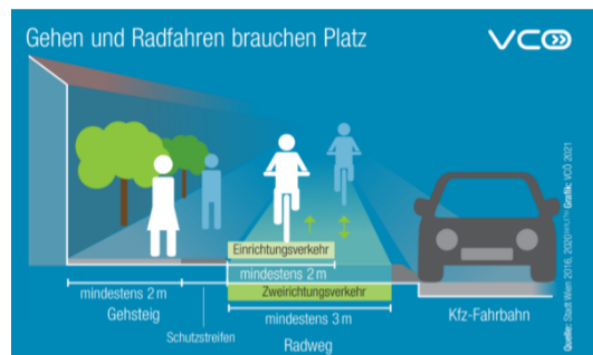 Gehen und Radfahren brauchen Platz
VCÖ
Einrichtungsverkehr
mindestens 2 m
Zweirichtungsverkehr
mindestens 2 m
Gehsteig
mindestens 3 m
Kfz-Fahrbahn
Schutzstreifen
Radweg
Quelle: Stadt Wien 2016, 2020 Grafik: VCÖ 2021